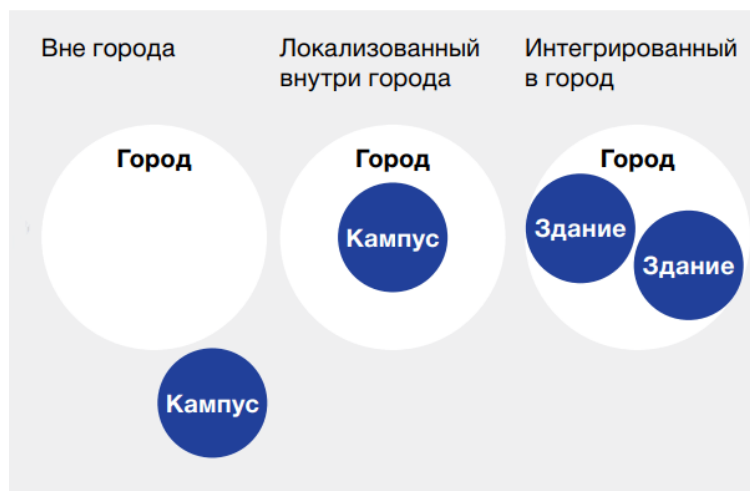 Вне города
Локализованный
внутри города
Интегрированный
в город
Город
Кампус
Город
Кампус
Город
Здание
Здание